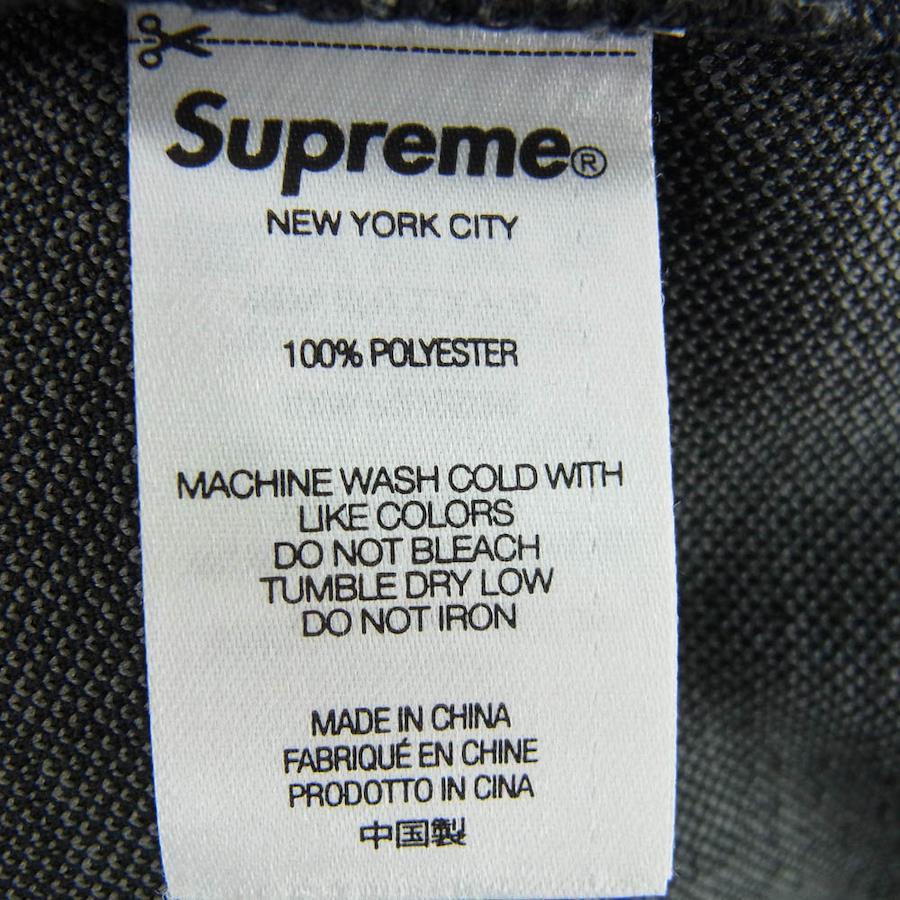 Supreme®
NEW YORK CITY
100% POLYESTER
MACHINE WASH COLD WITH
LIKE COLORS
DO NOT BLEACH
TUMBLE DRY LOW
DO NOT IRON
MADE IN CHINA
FABRIQUÉ EN CHINE
PRODOTTO IN CINA
中国製